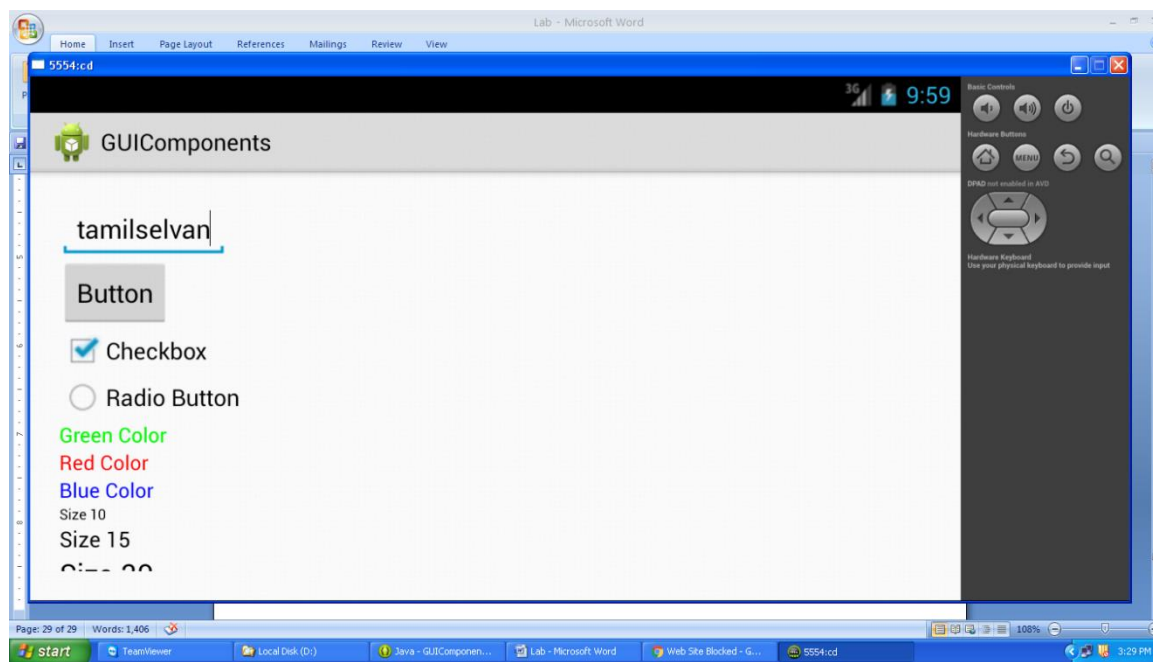 Lab - Microsoft Word
Home Insert Page Layout References Mailings Review View
5554:cd
3G 9:59
Basic Controls
GUIComponents
Hardware Buttons
MENU
DPAD not enabled in AVD
tamilselvan
Hardware Keyboard
Use your physical keyboard to provide input
Button
Checkbox
Radio Button
Green Color
Red Color
Blue Color
Size 10
Size 15
Page: 29 of 29 Words: 1,406 108%
start TeamViewer Local Disk (D:) Java - GUIComponen... Lab - Microsoft Word Web Site Blocked - G... 5554:cd 3:29 PM